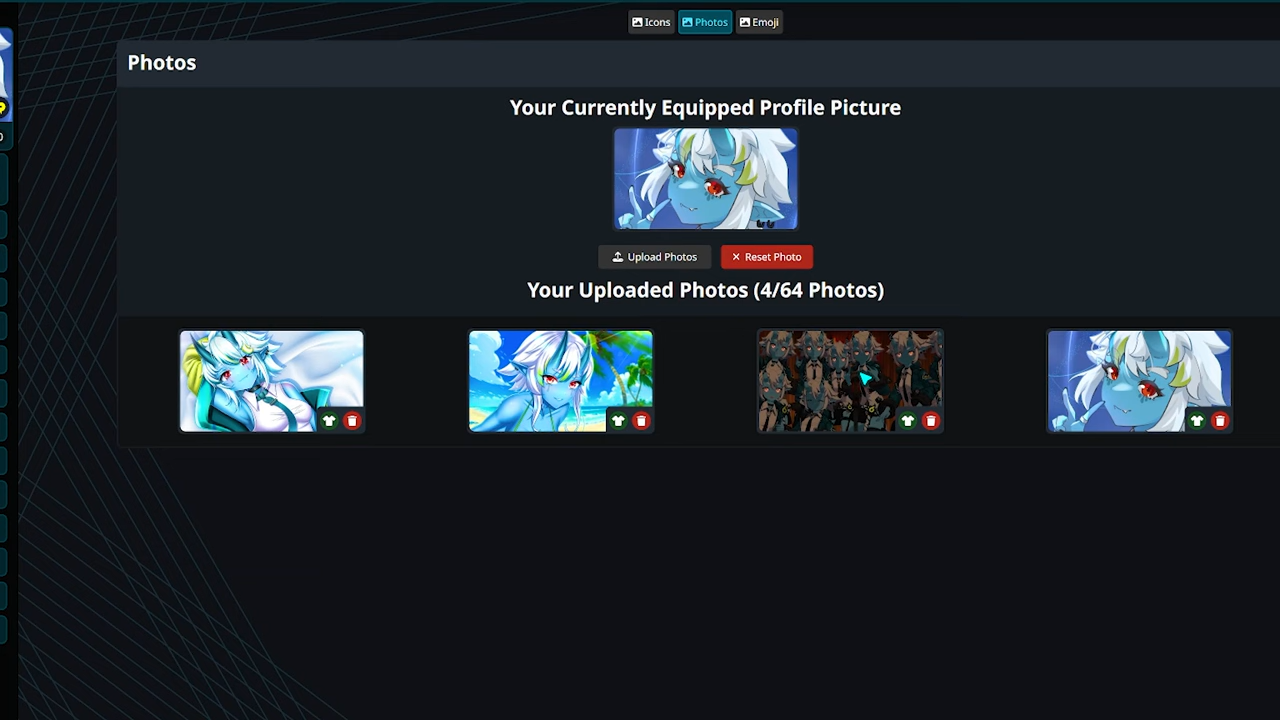 Icons
Photos
Emoji
Photos
Your Currently Equipped Profile Picture
Upload Photos
Reset Photo
Your Uploaded Photos (4/64 Photos)